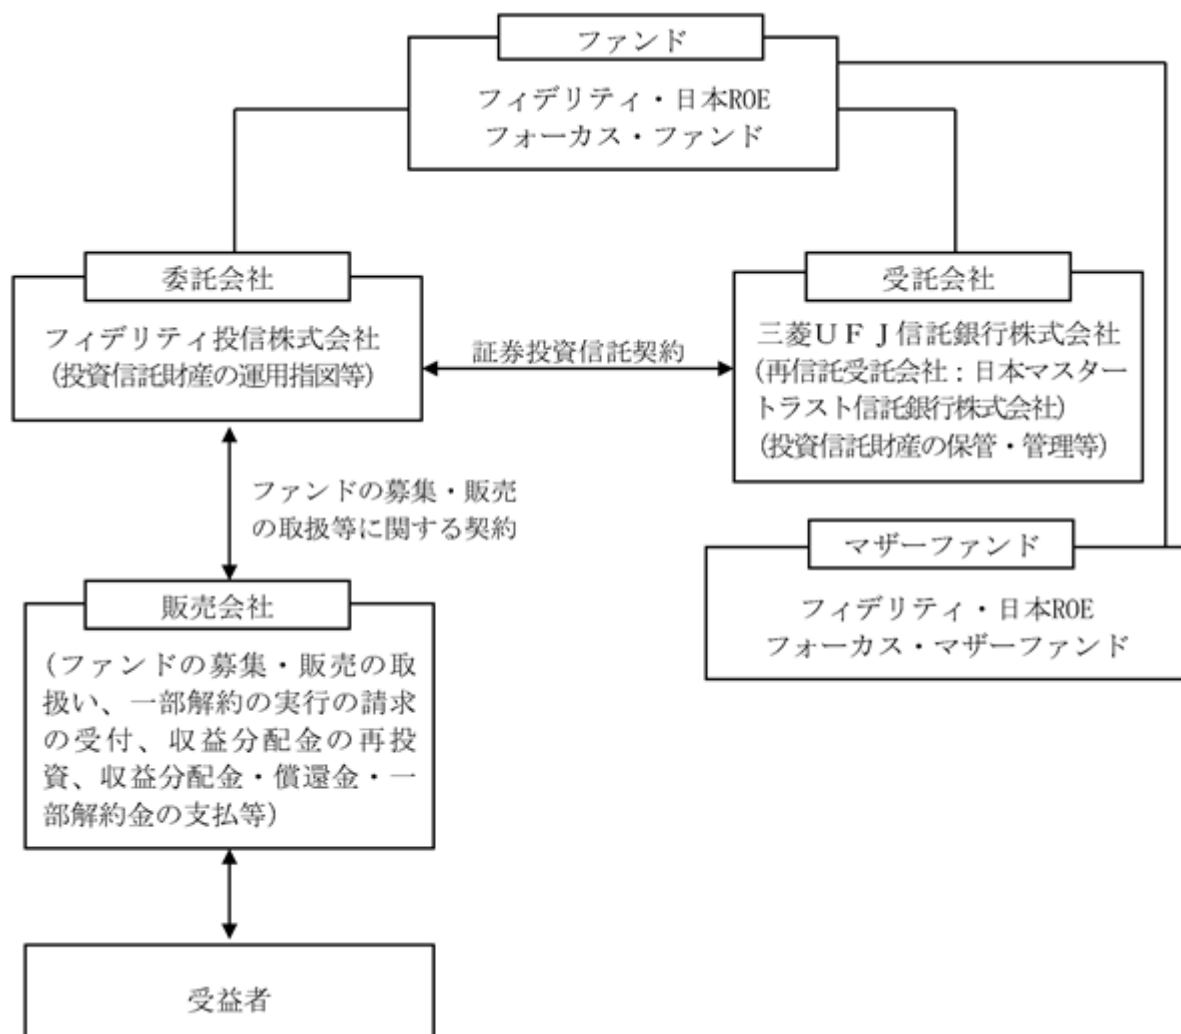 ファンド
フィデリティ・日本ROE
フォーカス・ファンド
委託会社
フィデリティ投信株式会社
(投資信託財産の運用指図等)
証券投資信託契約
受託会社
三菱ＵＦＪ信託銀行株式会社
(再信託受託会社：日本マスター
トラスト信託銀行株式会社)
(投資信託財産の保管・管理等)
ファンドの募集・販売
の取扱等に関する契約
マザーファンド
フィデリティ・日本ROE
フォーカス・マザーファンド
販売会社
(ファンドの募集・販売の取
扱い、一部解約の実行の請求
の受付、収益分配金の再投
資、収益分配金・償還金・一
部解約金の支払等)
受益者